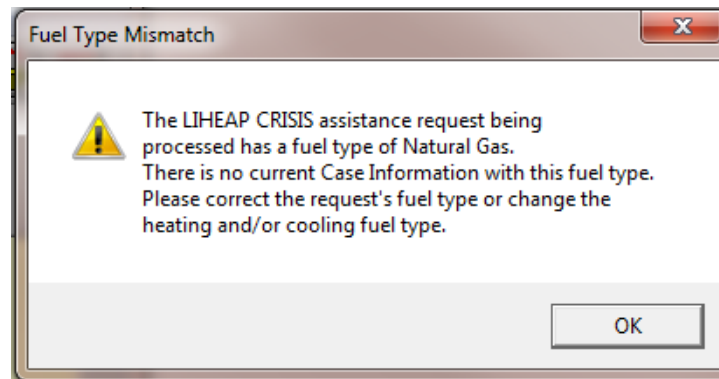 Fuel Type Mismatch
The LIHEAP CRISIS assistance request being
processed has a fuel type of Natural Gas.
There is no current Case Information with this fuel type.
Please correct the request's fuel type or change the
heating and/or cooling fuel type.
OK